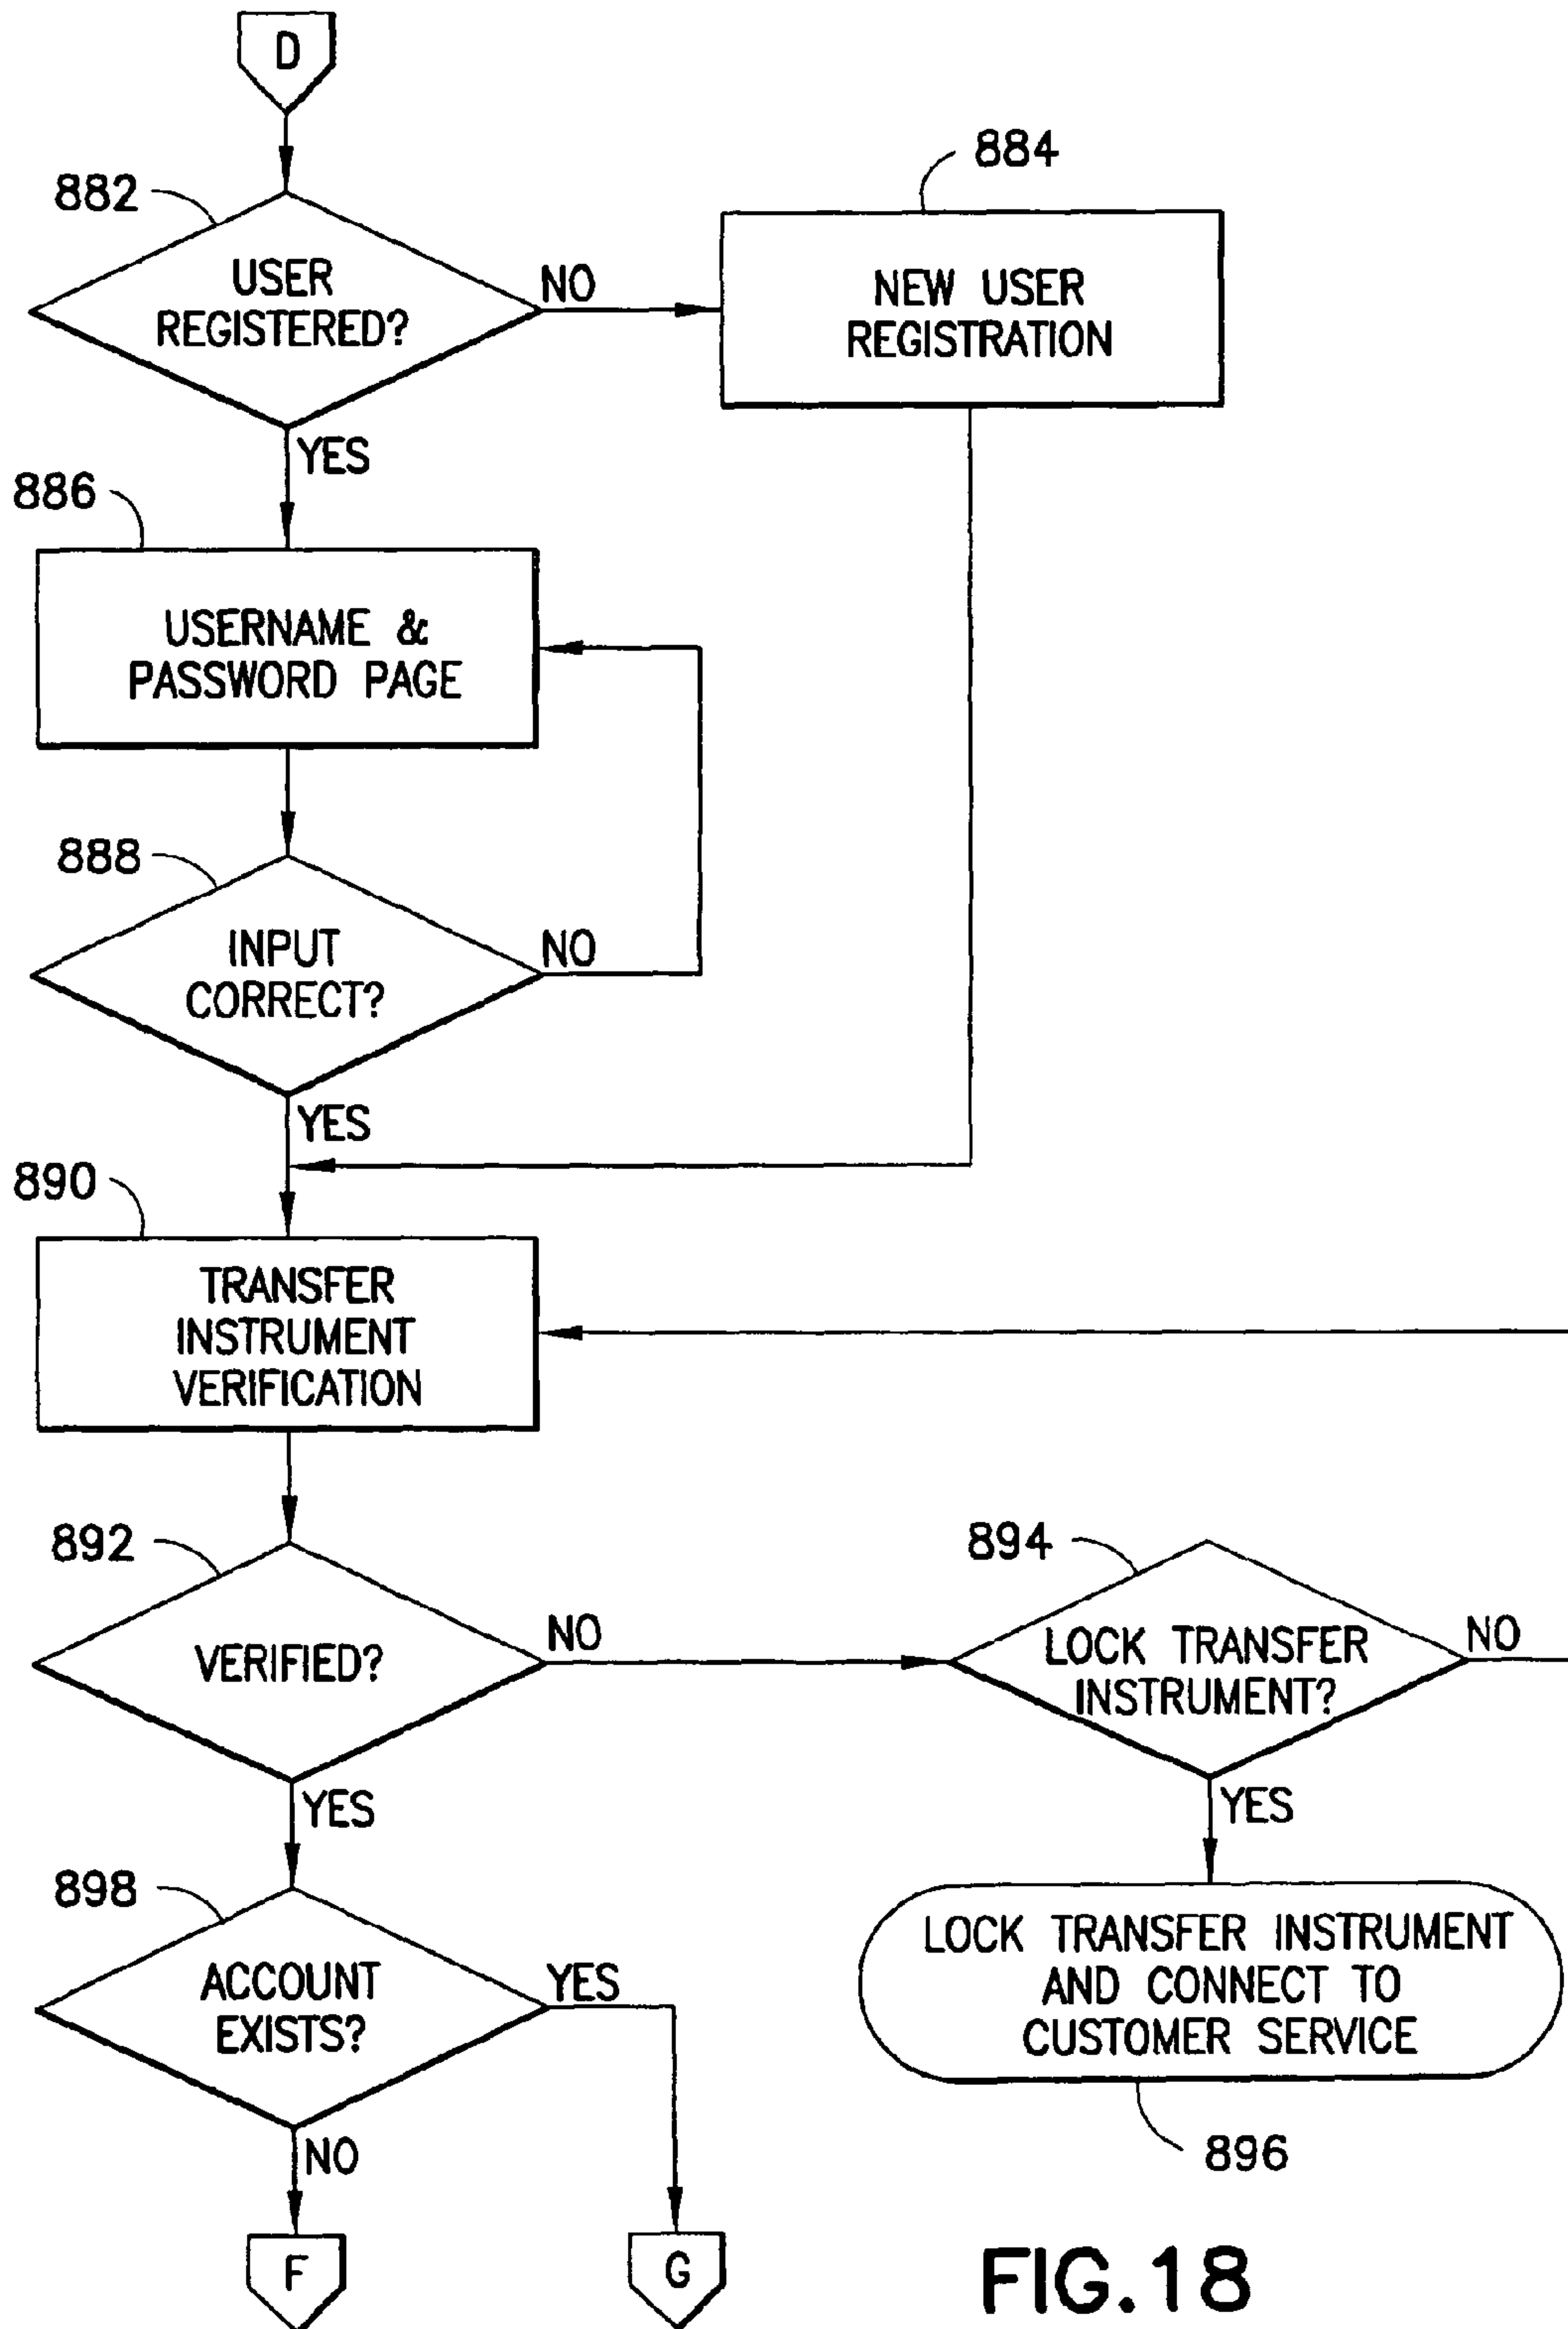 D
882
884
USER
REGISTERED?
NO
NEW USER
REGISTRATION
YES
886
USERNAME &
PASSWORD PAGE
888
INPUT
CORRECT?
NO
YES
890
TRANSFER
INSTRUMENT
VERIFICATION
892
VERIFIED?
NO
894
LOCK TRANSFER
INSTRUMENT?
NO
YES
YES
898
ACCOUNT
EXISTS?
YES
LOCK TRANSFER INSTRUMENT
AND CONNECT TO
CUSTOMER SERVICE
896
NO
F
G
FIG.18